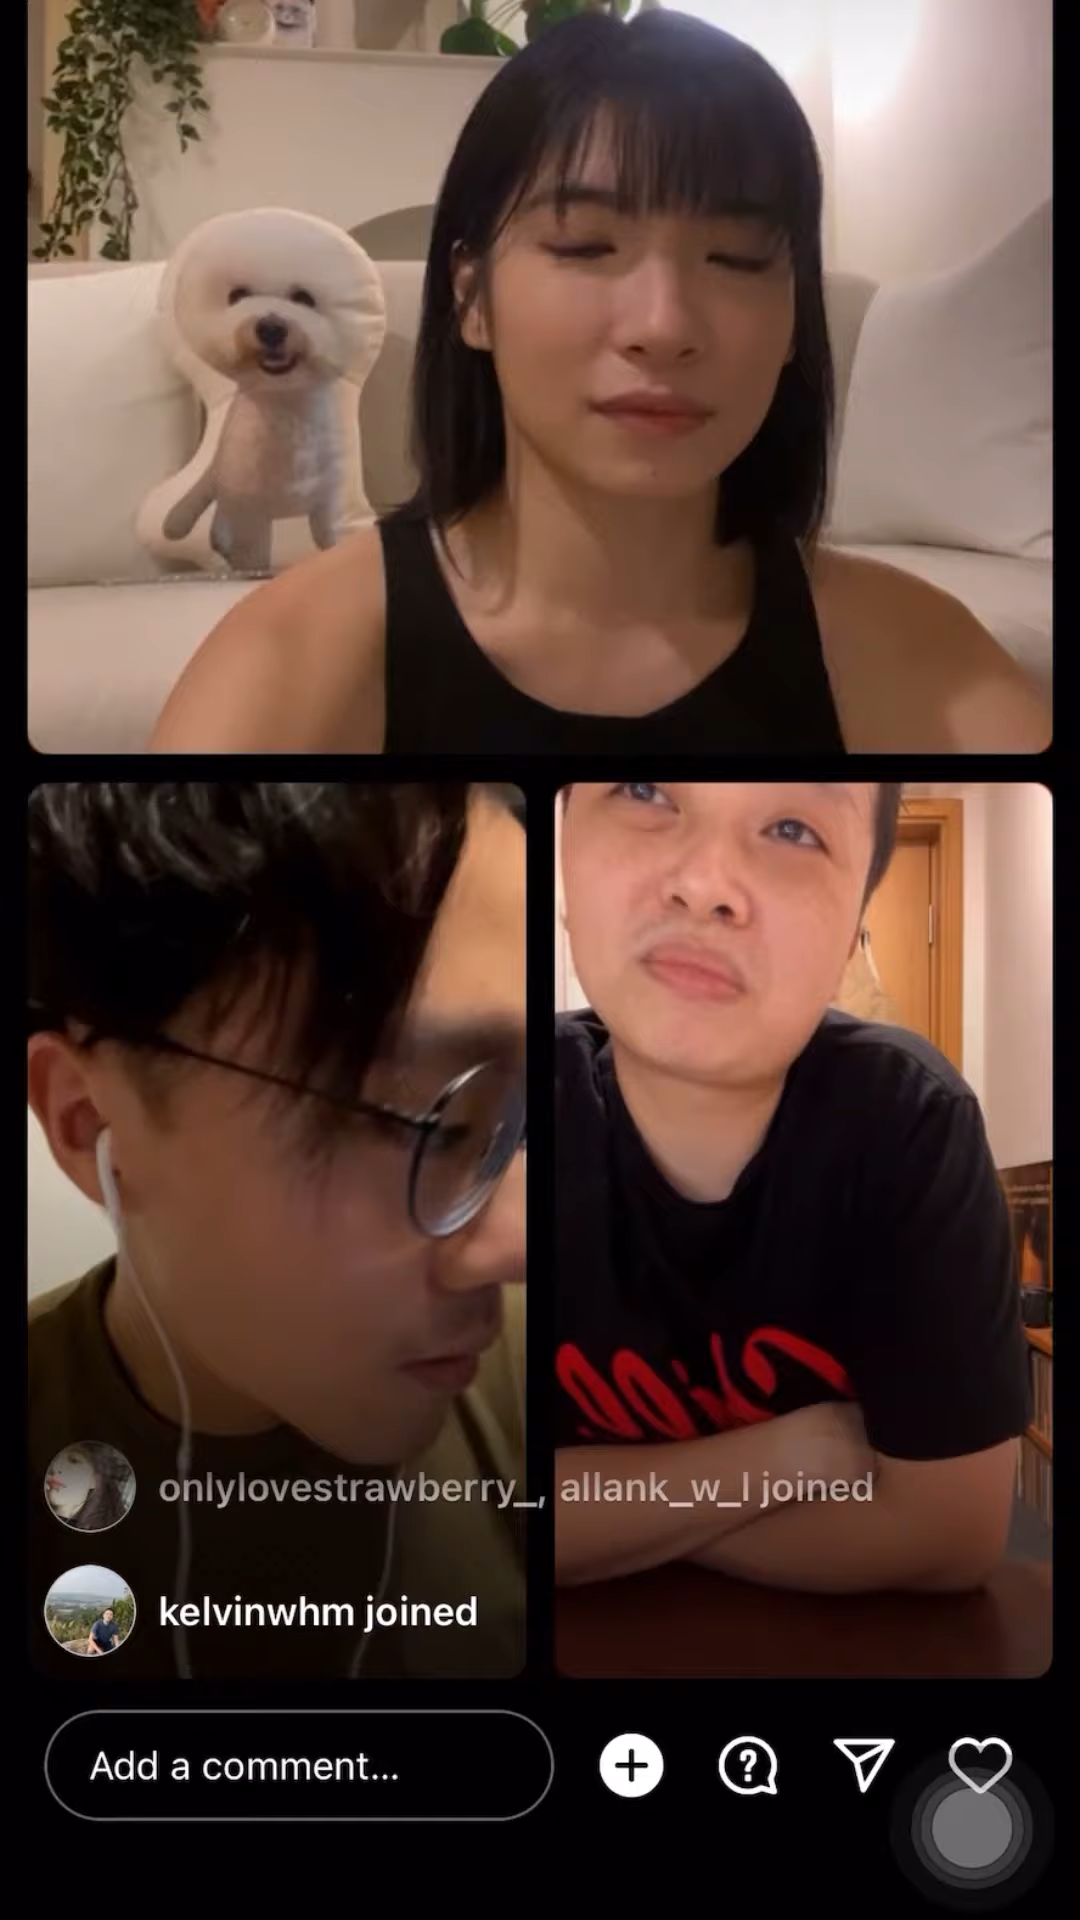 onlylovestrawberry_, allank_w_l joined
kelvinwhm joined
Add a comment...